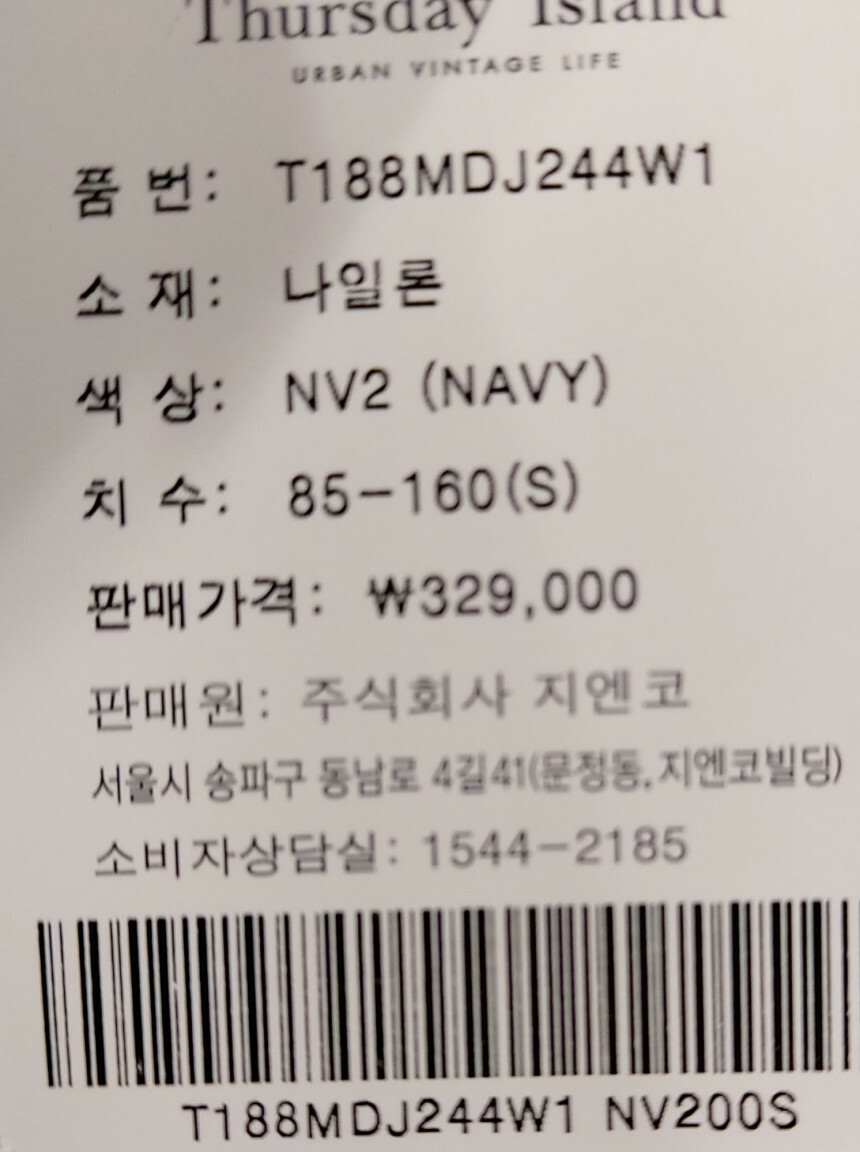 Thursday Island
URBAN VINTAGE LIFE
품 번: T188MDJ244W1
소 재: 나일론
색 상: NV2 (NAVY)
치 수: 85-160(S)
판매가격: ₩329,000
판매원: 주식회사 지엔코
서울시 송파구 동남로 4길41(문정동,지엔코빌딩)
소비자상담실: 1544-2185
T188MDJ244W1 NV200S